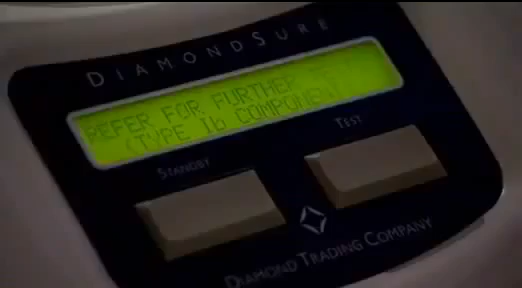 DIAMONDSURE
REFER FOR FURTHER
(TYPE Ib COMPONENT
STANDBY
TEST
DIAMOND TRADING COMPANY